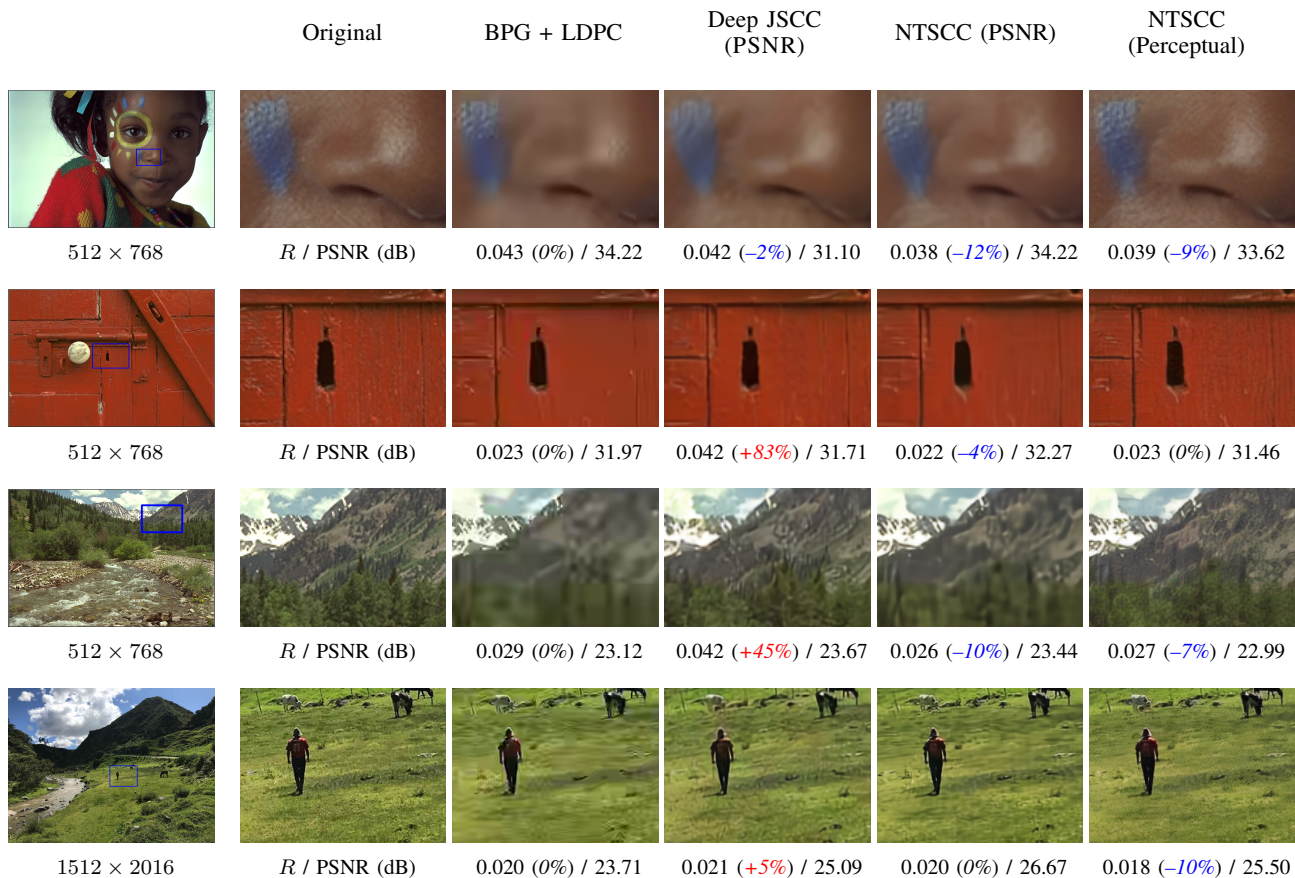 Original
BPG + LDPC
Deep JSCC
(PSNR)
NTSCC (PSNR)
NTSCC
(Perceptual)
512 × 768
R / PSNR (dB)
0.043 (0%) / 34.22
0.042 (–2%) / 31.10
0.038 (–12%) / 34.22
0.039 (–9%) / 33.62
512 × 768
R / PSNR (dB)
0.023 (0%) / 31.97
0.042 (+83%) / 31.71
0.022 (–4%) / 32.27
0.023 (0%) / 31.46
512 × 768
R / PSNR (dB)
0.029 (0%) / 23.12
0.042 (+45%) / 23.67
0.026 (–10%) / 23.44
0.027 (–7%) / 22.99
1512 × 2016
R / PSNR (dB)
0.020 (0%) / 23.71
0.021 (+5%) / 25.09
0.020 (0%) / 26.67
0.018 (–10%) / 25.50